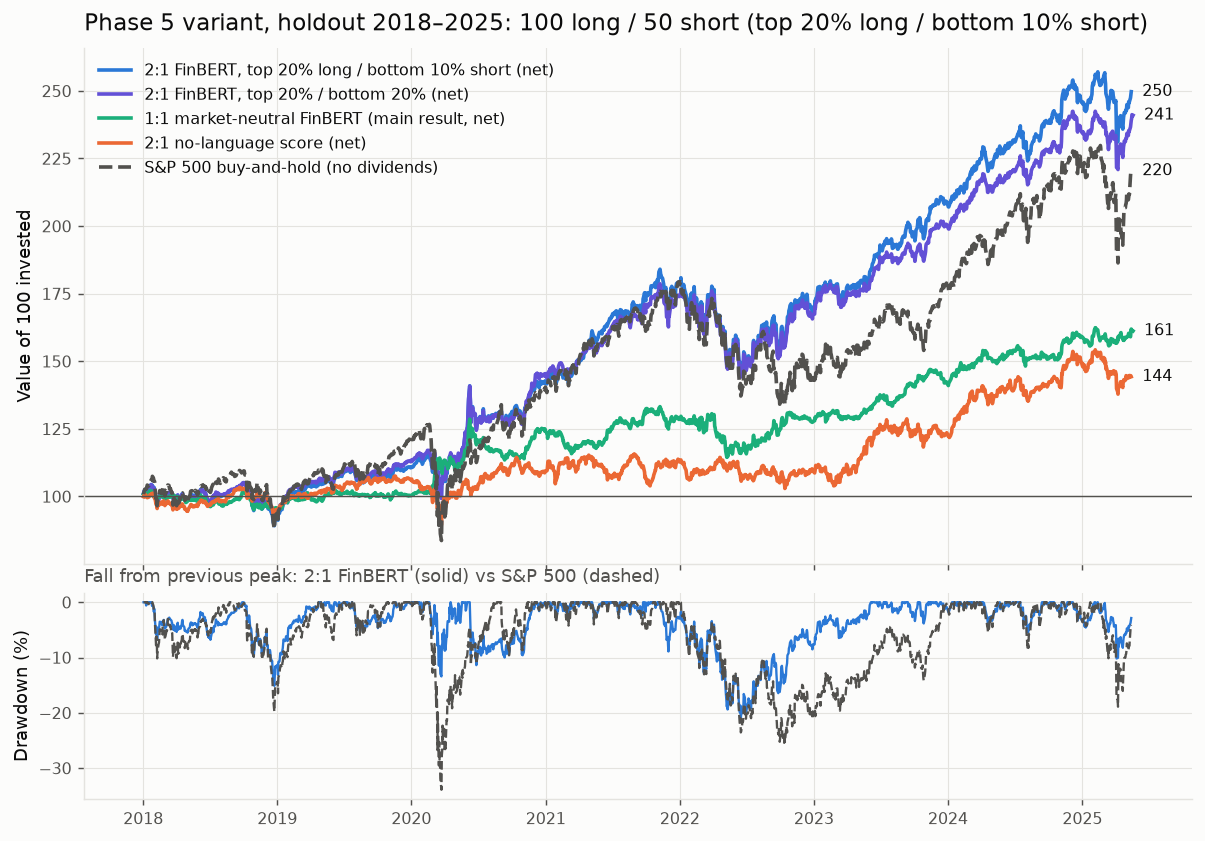 Phase 5 variant, holdout 2018–2025: 100 long / 50 short (top 20% long / bottom 10% short)
2:1 FinBERT, top 20% long / bottom 10% short (net)
2:1 FinBERT, top 20% / bottom 20% (net)
1:1 market-neutral FinBERT (main result, net)
2:1 no-language score (net)
S&P 500 buy-and-hold (no dividends)
Value of 100 invested
250
225
200
175
150
125
100
250
241
220
161
144
Fall from previous peak: 2:1 FinBERT (solid) vs S&P 500 (dashed)
Drawdown (%)
0
−10
−20
−30
2018 2019 2020 2021 2022 2023 2024 2025